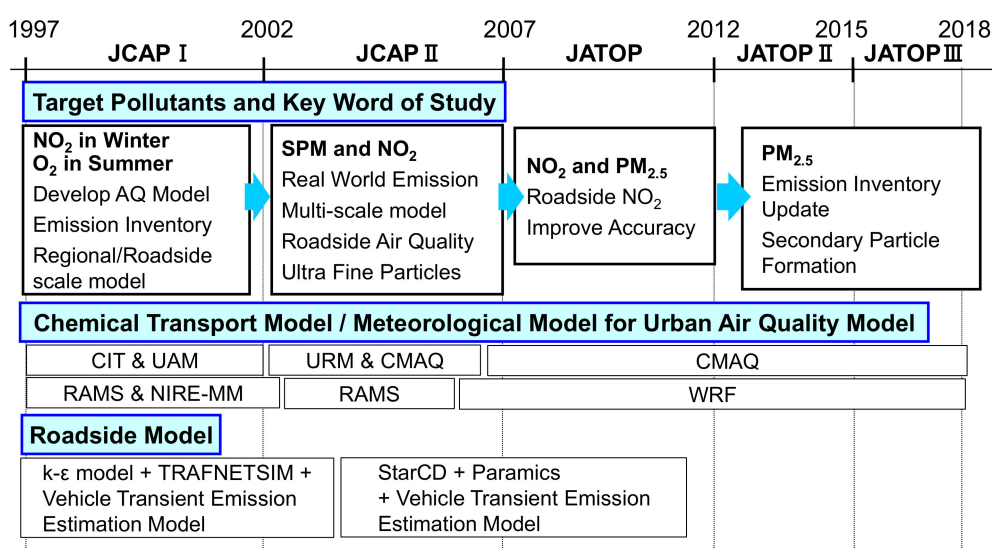 1997 2002 2007 2012 2015 2018
JCAP Ⅰ JCAP Ⅱ JATOP JATOP Ⅱ JATOP Ⅲ
Target Pollutants and Key Word of Study
NO₂ in Winter
O₂ in Summer
Develop AQ Model
Emission Inventory
Regional/Roadside
scale model
SPM and NO₂
Real World Emission
Multi-scale model
Roadside Air Quality
Ultra Fine Particles
NO₂ and PM₂.₅
Roadside NO₂
Improve Accuracy
PM₂.₅
Emission Inventory
Update
Secondary Particle
Formation
Chemical Transport Model / Meteorological Model for Urban Air Quality Model
CIT & UAM URM & CMAQ CMAQ
RAMS & NIRE-MM RAMS WRF
Roadside Model
k-ε model + TRAFNETSIM +
Vehicle Transient Emission
Estimation Model
StarCD + Paramics
+ Vehicle Transient Emission
Estimation Model